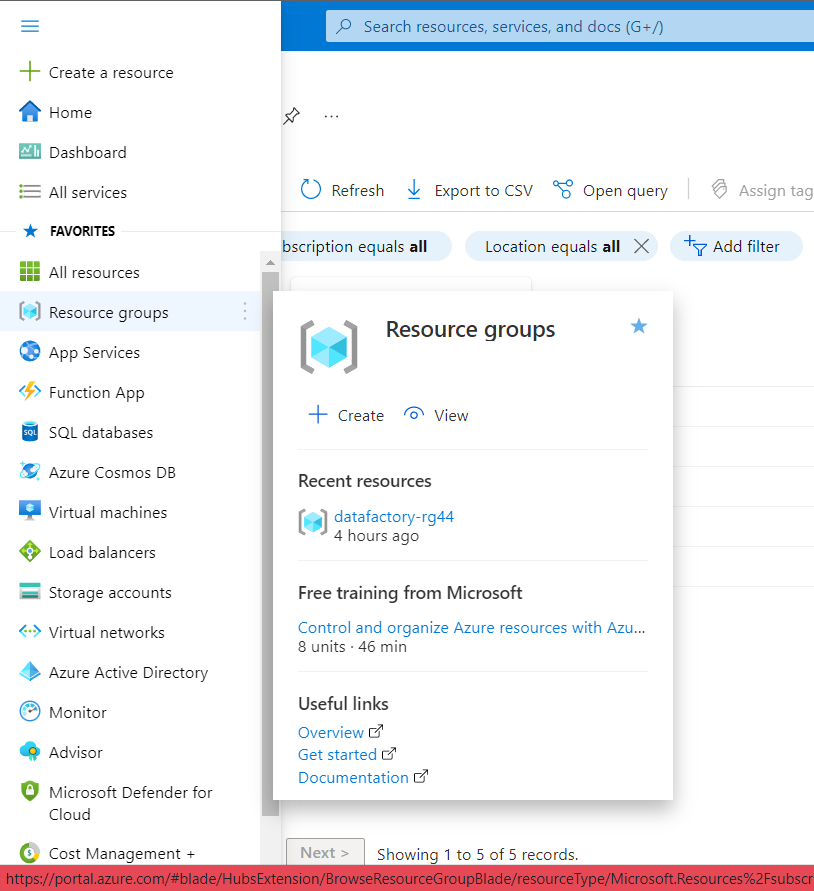 Search resources, services, and docs (G+/)
Create a resource
Home
Dashboard
All services
FAVORITES
All resources
Resource groups
App Services
Function App
SQL databases
Azure Cosmos DB
Virtual machines
Load balancers
Storage accounts
Virtual networks
Azure Active Directory
Monitor
Advisor
Microsoft Defender for
Cloud
Cost Management +
...
Refresh
Export to CSV
Open query
Assign tag
bscription equals all
Location equals all
Add filter
Resource groups
Create
View
Recent resources
datafactory-rg44
4 hours ago
Free training from Microsoft
Control and organize Azure resources with Azu...
8 units · 46 min
Useful links
Overview
Get started
Documentation
Next >
Showing 1 to 5 of 5 records.
https://portal.azure.com/#blade/HubsExtension/BrowseResourceGroupBlade/resourceType/Microsoft.Resources%2Fsubscr